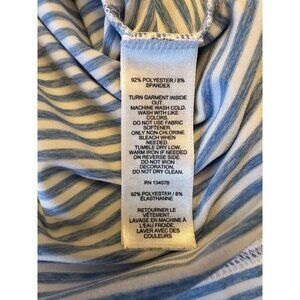 92% POLYESTER / 8%
SPANDEX
TURN GARMENT INSIDE
OUT.
MACHINE WASH COLD.
WASH WITH LIKE
COLORS.
DO NOT USE FABRIC
SOFTENER.
ONLY NON-CHLORINE
BLEACH WHEN
NEEDED.
TUMBLE DRY LOW.
WARM IRON IF NEEDED
ON REVERSE SIDE.
DO NOT IRON
DECORATION.
DO NOT DRY CLEAN.
RN 134578
92% POLYESTER / 8%
ÉLASTHANNE
RETOURNER LE
VÊTEMENT.
LAVER À LA MACHINE À
L'EAU FROIDE.
LAVER AVEC DES
COULEURS